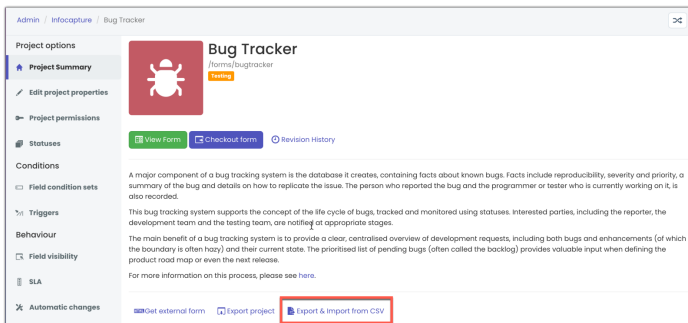 Admin / Infocapture / Bug Tracker
Project options
Project Summary
Edit project properties
Project permissions
Statuses
Conditions
Field condition sets
Triggers
Behaviour
Field visibility
SLA
Automatic changes
Bug Tracker
/forms/bugtracker
Testing
View Form
Checkout form
Revision History
A major component of a bug tracking system is the database it creates, containing facts about known bugs. Facts include reproducibility, severity and priority, a
summary of the bug and details on how to replicate the issue. The person who reported the bug and the programmer or tester who is currently working on it, is
also recorded.
This bug tracking system supports the concept of the life cycle of bugs, tracked and monitored using statuses. Interested parties, including the reporter, the
development team and the testing team, are notified at appropriate stages.
The main benefit of a bug tracking system is to provide a clear, centralised overview of development requests, including both bugs and enhancements (of which
the boundary is often hazy) and their current state. The prioritised list of pending bugs (often called the backlog) provides valuable input when defining the
product road map or even the next release.
For more information on this process, please see here.
Get external form
Export project
Export & Import from CSV